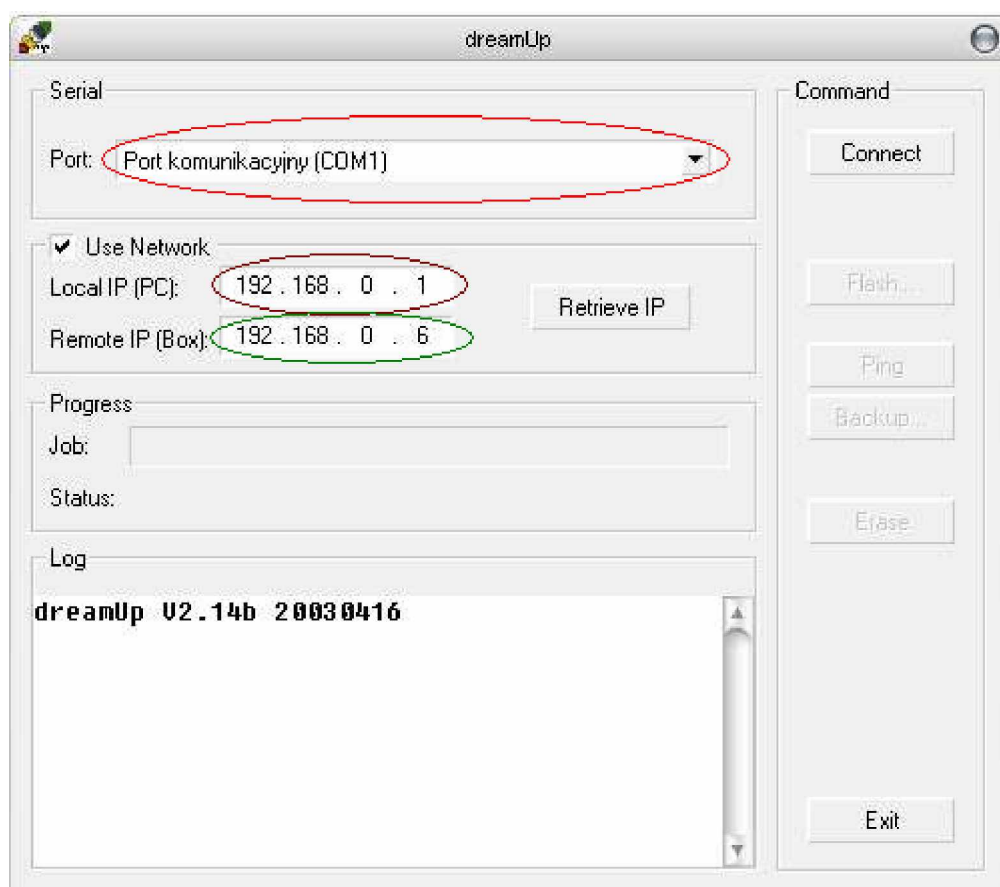 dreamUp
Serial
Port: Port komunikacyjny (COM1)
Use Network
Local IP (PC): 192 . 168 . 0 . 1
Remote IP (Box): 192 . 168 . 0 . 6
Retrieve IP
Progress
Job:
Status:
Log
dreamUp V2.14b 20030416
Command
Connect
Flash...
Ping
Backup...
Erase
Exit